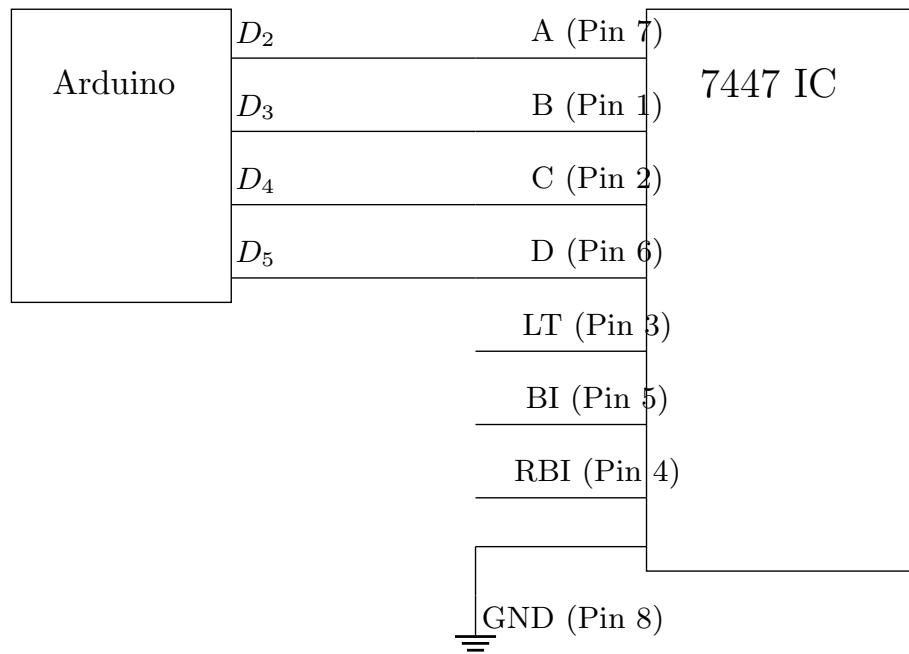 D₂
A (Pin 7)
Arduino
7447 IC
D₃
B (Pin 1)
D₄
C (Pin 2)
D₅
D (Pin 6)
LT (Pin 3)
BI (Pin 5)
RBI (Pin 4)
GND (Pin 8)